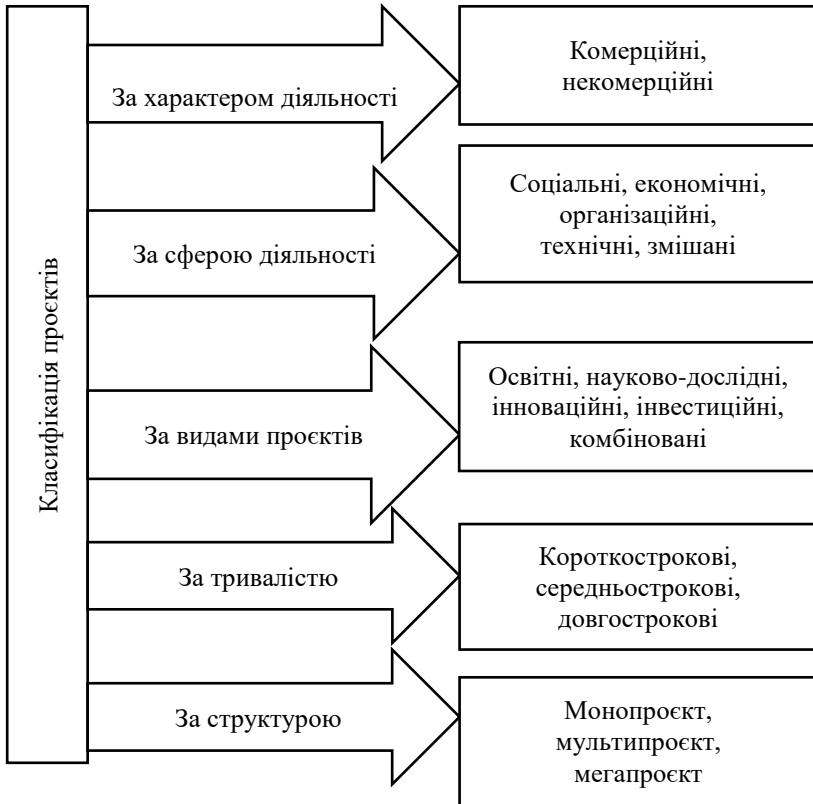 Класифікація проєктів
За характером діяльності
Комерційні,
некомерційні
За сферою діяльності
Соціальні, економічні,
організаційні,
технічні, змішані
За видами проєктів
Освітні, науково-дослідні,
інноваційні, інвестиційні,
комбіновані
За тривалістю
Короткострокові,
середньострокові,
довгострокові
За структурою
Монопроєкт,
мультипроєкт,
мегапроєкт